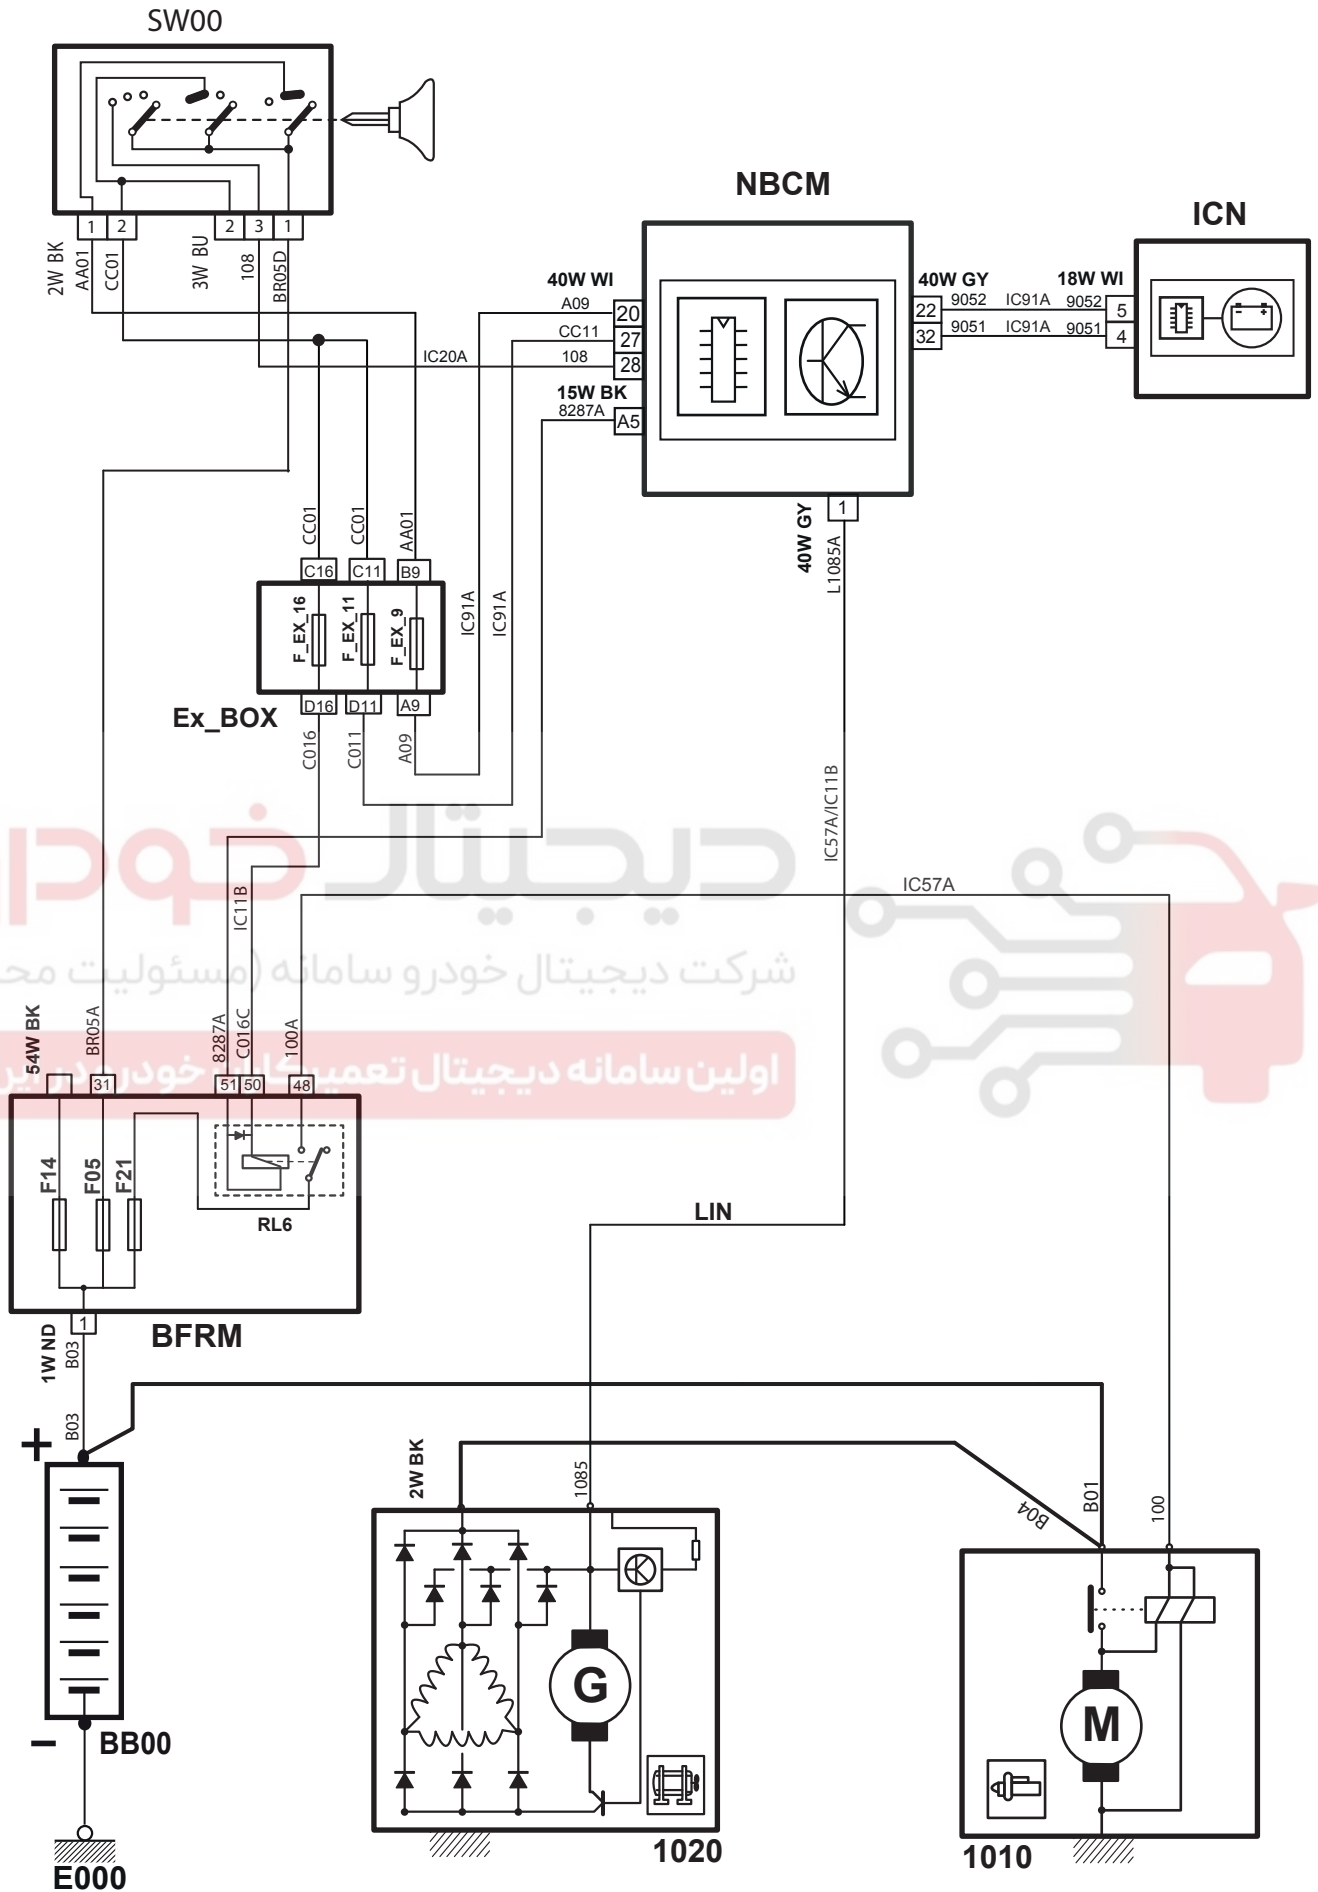 SW00
1 2 2 3 1
2W BK
AA01
CC01
3W BU
108
BR05D
NBCM
ICN
40W WI
A09 20
CC11 27
IC20A 108 28
15W BK
8287A A5
40W GY
22 9052 IC91A 9052 5
32 9051 IC91A 9051 4
18W WI
1
40W GY
L1085A
CC01
CC01
AA01
C16 C11 B9
F_EX_16
F_EX_11
F_EX_9
IC91A
IC91A
D16 D11 A9
Ex_BOX
C016
C011
A09
IC57A/IC11B
دیجیتال خودرو
IC57A
IC11B
شرکت دیجیتال خودرو سامانه (مسئولیت
54W BK
BR05A
8287A
C016C
100A
اولین سامانه دیجیتال تعمیرکاران خودرو در
31 51 50 48
F14
F05
F21
RL6
LIN
1
BFRM
1W ND
B03
B03
+
2W BK
1085
B04
B01
100
G
M
−
BB00
E000
1020
1010